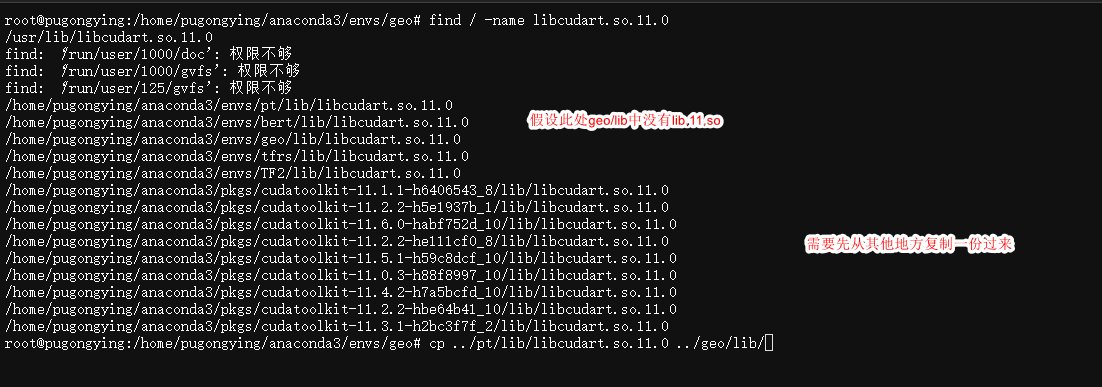 root@pugongying:/home/pugongying/anaconda3/envs/geo# find / -name libcudart.so.11.0
/usr/lib/libcudart.so.11.0
find: ‘/run/user/1000/doc’: 权限不够
find: ‘/run/user/1000/gvfs’: 权限不够
find: ‘/run/user/125/gvfs’: 权限不够
/home/pugongying/anaconda3/envs/pt/lib/libcudart.so.11.0
/home/pugongying/anaconda3/envs/bert/lib/libcudart.so.11.0
假设此处geo/lib中没有lib.11.so
/home/pugongying/anaconda3/envs/geo/lib/libcudart.so.11.0
/home/pugongying/anaconda3/envs/tfrs/lib/libcudart.so.11.0
/home/pugongying/anaconda3/envs/TF2/lib/libcudart.so.11.0
/home/pugongying/anaconda3/pkgs/cudatoolkit-11.1.1-h6406543_8/lib/libcudart.so.11.0
/home/pugongying/anaconda3/pkgs/cudatoolkit-11.2.2-h5e1937b_1/lib/libcudart.so.11.0
/home/pugongying/anaconda3/pkgs/cudatoolkit-11.6.0-habf752d_10/lib/libcudart.so.11.0
/home/pugongying/anaconda3/pkgs/cudatoolkit-11.2.2-he111cf0_8/lib/libcudart.so.11.0
需要先从其他地方复制一份过来
/home/pugongying/anaconda3/pkgs/cudatoolkit-11.5.1-h59c8dcf_10/lib/libcudart.so.11.0
/home/pugongying/anaconda3/pkgs/cudatoolkit-11.0.3-h88f8997_10/lib/libcudart.so.11.0
/home/pugongying/anaconda3/pkgs/cudatoolkit-11.4.2-h7a5bcfd_10/lib/libcudart.so.11.0
/home/pugongying/anaconda3/pkgs/cudatoolkit-11.2.2-hbe64b41_10/lib/libcudart.so.11.0
/home/pugongying/anaconda3/pkgs/cudatoolkit-11.3.1-h2bc3f7f_2/lib/libcudart.so.11.0
root@pugongying:/home/pugongying/anaconda3/envs/geo# cp ../pt/lib/libcudart.so.11.0 ../geo/lib/